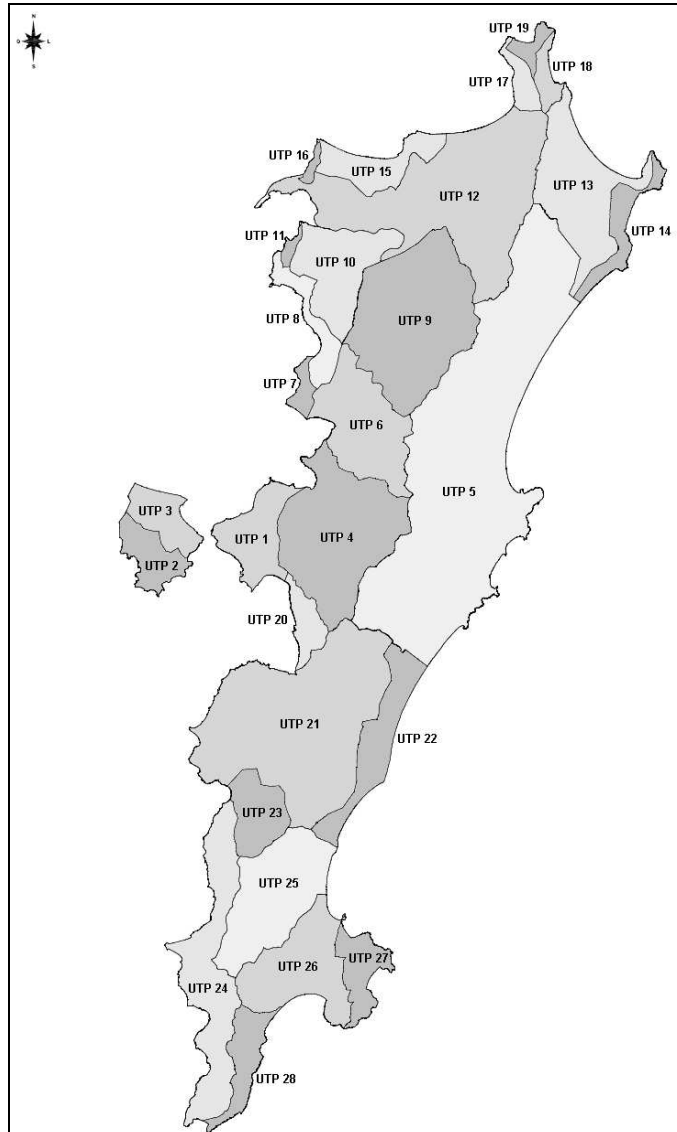 N
O L
S
UTP 19
UTP 18
UTP 17
UTP 16
UTP 15
UTP 12
UTP 13
UTP 14
UTP 11
UTP 10
UTP 8
UTP 9
UTP 7
UTP 6
UTP 5
UTP 3
UTP 1
UTP 4
UTP 2
UTP 20
UTP 21
UTP 22
UTP 23
UTP 25
UTP 27
UTP 26
UTP 24
UTP 28